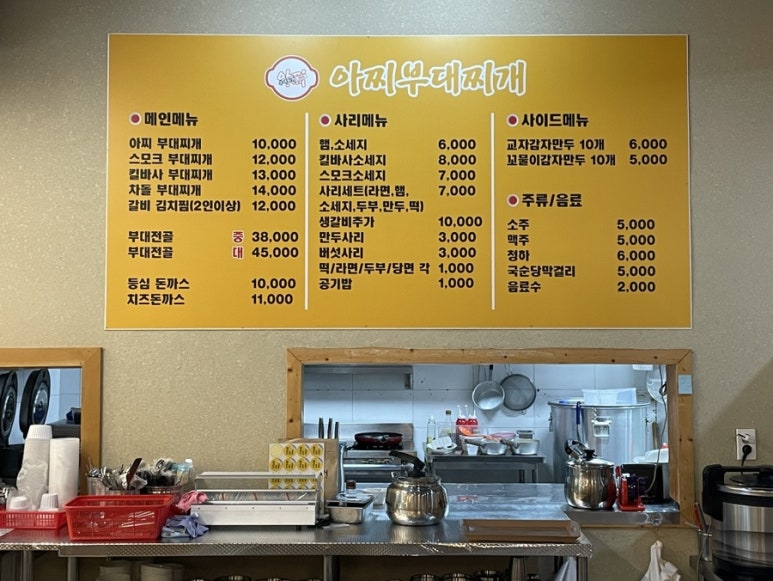 아찌
아찌부대찌개
메인메뉴
아찌 부대찌개 10,000
스모크 부대찌개 12,000
킬바사 부대찌개 13,000
차돌 부대찌개 14,000
갈비 김치찜(2인이상) 12,000
부대전골 중 38,000
부대전골 대 45,000
등심 돈까스 10,000
치즈돈까스 11,000
사리메뉴
햄,소세지 6,000
킬바사소세지 8,000
스모크소세지 7,000
사리세트(라면,햄, 7,000
소세지,두부,만두,떡)
생갈비추가 10,000
만두사리 3,000
버섯사리 3,000
떡/라면/두부/당면 각 1,000
공기밥 1,000
사이드메뉴
교자감자만두 10개 6,000
꼬물이감자만두 10개 5,000
주류/음료
소주 5,000
맥주 5,000
청하 6,000
국순당막걸리 5,000
음료수 2,000